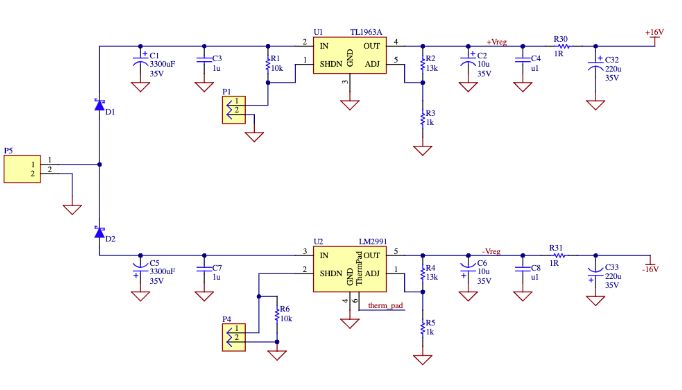 U1 TL1963A
+16V
2 IN OUT 4
+Vreg
R30
1R
C1
3300uF
35V
C3
1u
R1
10k
1 SHDN GND ADJ 5
3
R2
13k
C2
10u
35V
C4
u1
C32
220u
35V
P1
1
2
D1
R3
1k
P5
1 1
2 2
D2
U2 LM2991
3 IN OUT 5
-Vreg
R31
1R
-16V
C5
3300uF
35V
C7
1u
2 SHDN GND ThermPad ADJ 1
4 6
therm_pad
R4
13k
C6
10u
35V
C8
u1
C33
220u
35V
P4
1
2
R6
10k
R5
1k